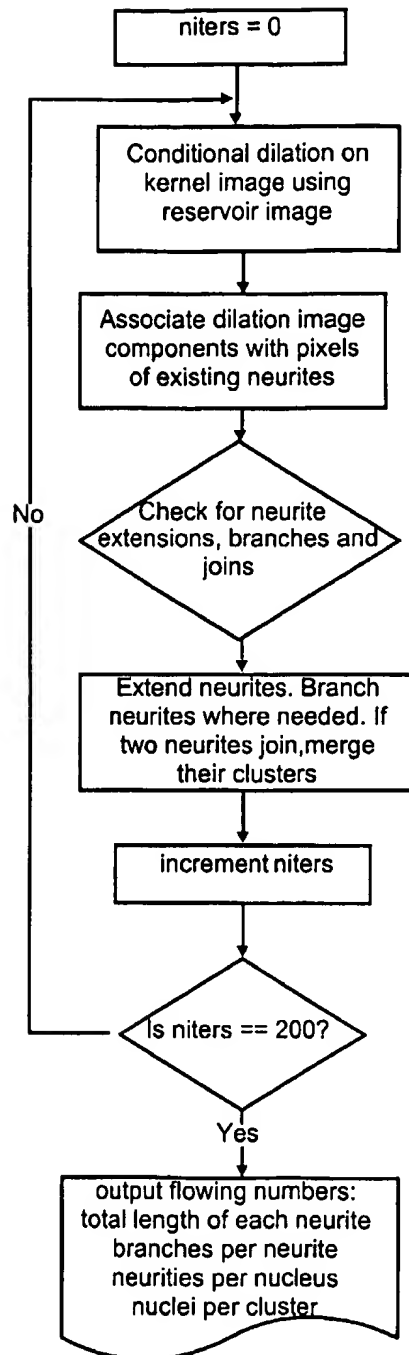 niters = 0
Conditional dilation on
kernel image using
reservoir image
Associate dilation image
components with pixels
of existing neurites
Check for neurite
extensions, branches and
joins
No
Extend neurites. Branch
neurites where needed. If
two neurites join,merge
their clusters
increment niters
Is niters == 200?
Yes
output flowing numbers:
total length of each neurite
branches per neurite
neurities per nucleus
nuclei per cluster